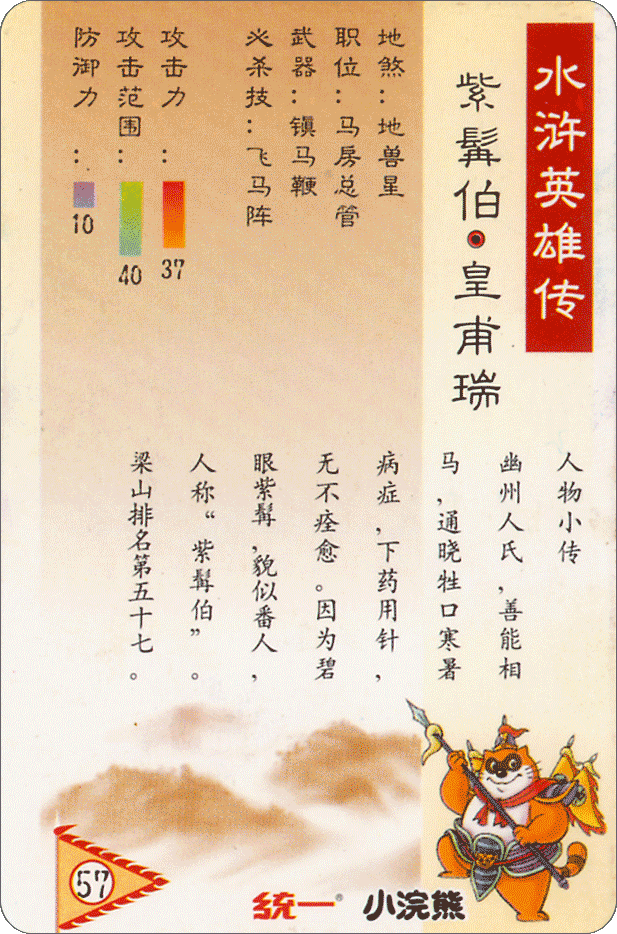 水浒英雄传
紫髯伯·皇甫瑞
地煞：地兽星
职位：马房总管
武器：镇马鞭
必杀技：飞马阵
攻击力：
37
攻击范围：
40
防御力：
10
人物小传
幽州人氏，善能相
马，通晓牲口寒暑
病症，下药用针，
无不痊愈。因为碧
眼紫髯，貌似番人，
人称“紫髯伯”。
梁山排名第五十七。
57
统一® 小浣熊